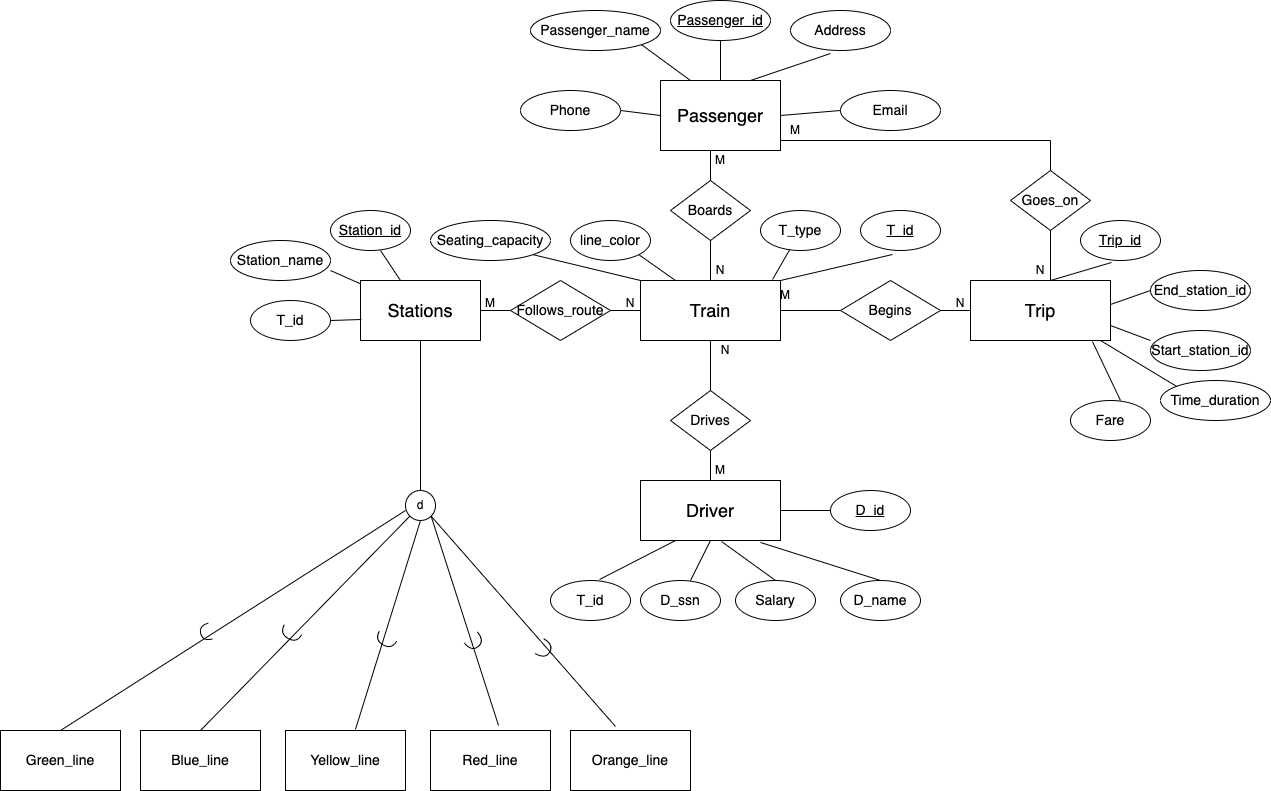 Passenger_id
Passenger_name
Address
Phone
Passenger
Email
M
M
Boards
Goes_on
Station_id
Seating_capacity
line_color
T_type
T_id
Trip_id
Station_name
N
N
Stations
M
Follows_route
N
Train
M
Begins
N
Trip
End_station_id
T_id
Start_station_id
N
Time_duration
Drives
Fare
M
Driver
D_id
d
T_id
D_ssn
Salary
D_name
Green_line
Blue_line
Yellow_line
Red_line
Orange_line